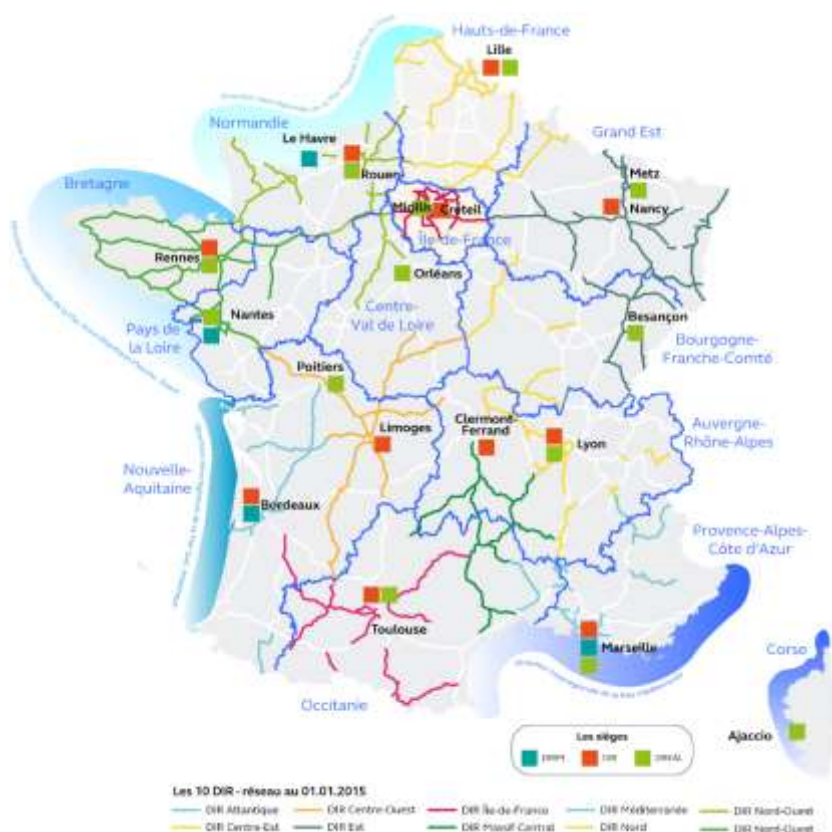 Hauts-de-France
Lille
Normandie
Le Havre
Rouen
Grand Est
Metz
Nancy
Bretagne
Créteil
Île-de-France
Rennes
Orléans
Nantes
Centre-
Val de Loire
Besançon
Pays de
la Loire
Bourgogne-
Franche-Comté
Poitiers
Limoges
Clermont-
Ferrand
Lyon
Auvergne-
Rhône-Alpes
Nouvelle-
Aquitaine
Bordeaux
Provence-Alpes-
Côte d'Azur
Toulouse
Marseille
Corse
Occitanie
Ajaccio
Les sièges
DIRM DIR DREAL
Les 10 DIR - réseau au 01.01.2015
DIR Atlantique DIR Centre-Ouest DIR Île-de-France DIR Méditerranée DIR Nord-Ouest
DIR Centre-Est DIR Est DIR Massif Central DIR Nord DIR Nord-Ouest